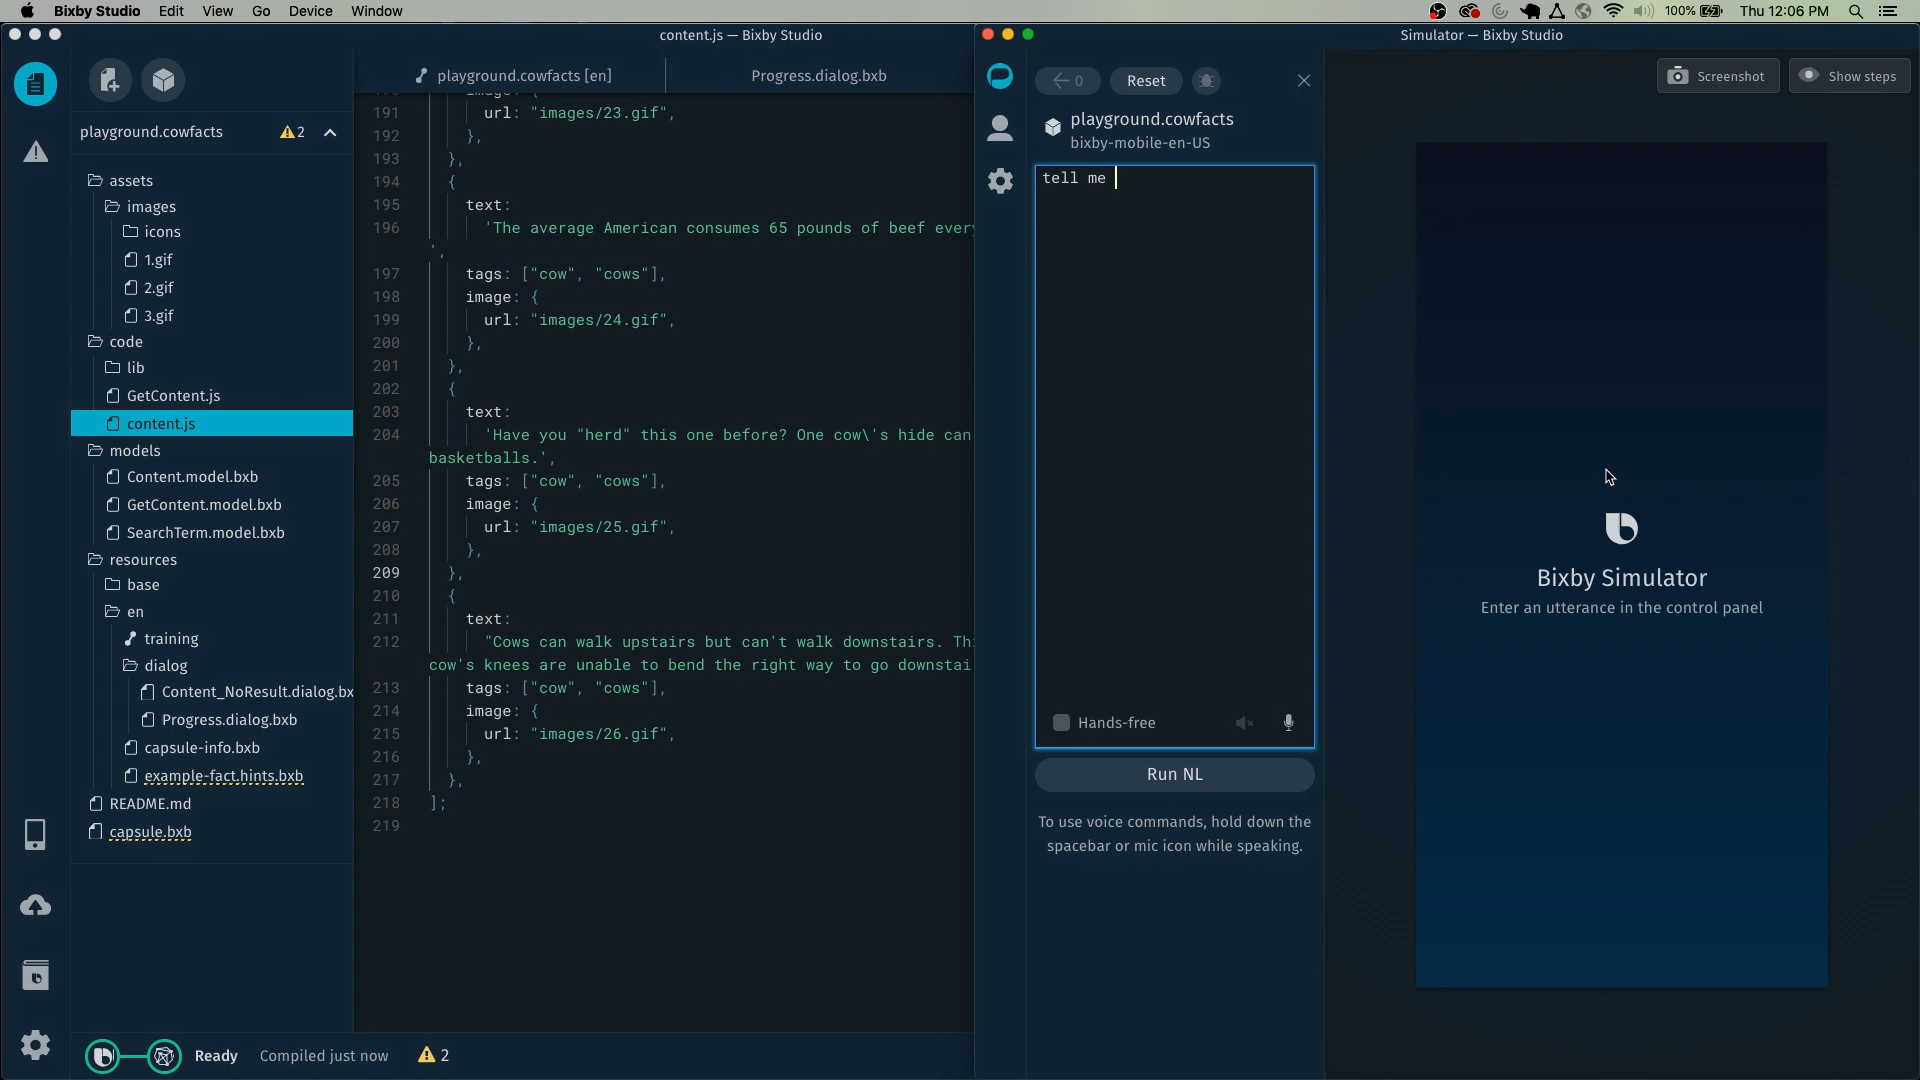 Bixby Studio Edit View Go Device Window
100% Thu 12:06 PM
content.js — Bixby Studio
playground.cowfacts [en]
Progress.dialog.bxb
playground.cowfacts 2
assets
images
icons
1.gif
2.gif
3.gif
code
lib
GetContent.js
content.js
models
Content.model.bxb
GetContent.model.bxb
SearchTerm.model.bxb
resources
base
en
training
dialog
Content_NoResult.dialog.bx
Progress.dialog.bxb
capsule-info.bxb
example-fact.hints.bxb
README.md
capsule.bxb
Ready Compiled just now 2
191 url: "images/23.gif",
192 },
193 },
194 {
195 text:
196 'The average American consumes 65 pounds of beef ever
',
197 tags: ["cow", "cows"],
198 image: {
199 url: "images/24.gif",
200 },
201 },
202 {
203 text:
204 'Have you "herd" this one before? One cow\'s hide can
basketballs.',
205 tags: ["cow", "cows"],
206 image: {
207 url: "images/25.gif",
208 },
209 },
210 {
211 text:
212 "Cows can walk upstairs but can't walk downstairs. Th
cow's knees are unable to bend the right way to go downstai
213 tags: ["cow", "cows"],
214 image: {
215 url: "images/26.gif",
216 },
217 },
218 ];
219
Simulator — Bixby Studio
0 Reset
playground.cowfacts
bixby-mobile-en-US
tell me
Hands-free
Run NL
To use voice commands, hold down the
spacebar or mic icon while speaking.
Screenshot
Show steps
Bixby Simulator
Enter an utterance in the control panel